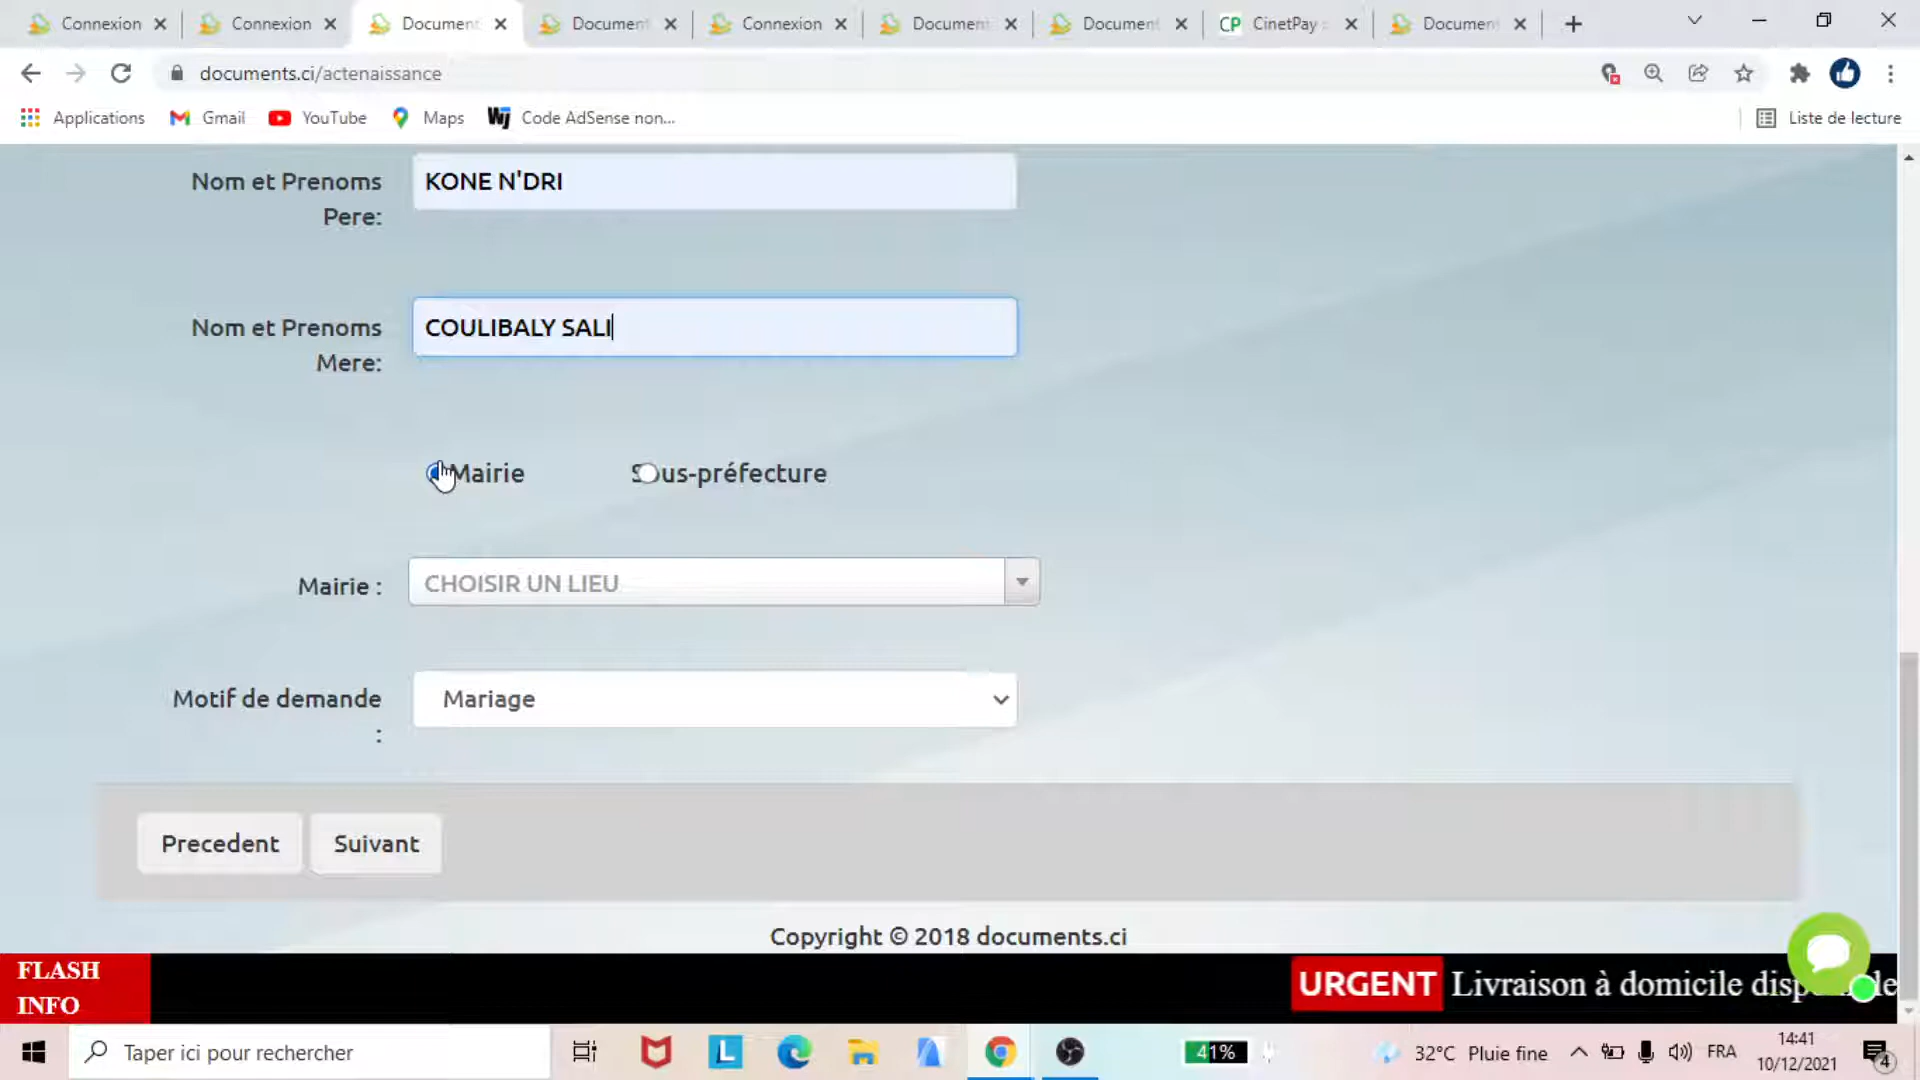 Connexion
Connexion
Document
Document
Connexion
Document
Document
CP CinetPay :
Document
documents.ci/actenaissance
Applications
Gmail
YouTube
Maps
Code AdSense non...
Liste de lecture
Nom et Prenoms
Pere:
KONE N'DRI
Nom et Prenoms
Mere:
COULIBALY SALI
Mairie
Sous-préfecture
Mairie :
CHOISIR UN LIEU
Motif de demande
:
Mariage
Precedent
Suivant
Copyright © 2018 documents.ci
FLASH
INFO
URGENT Livraison à domicile
Taper ici pour rechercher
L
41%
32°C Pluie fine
FRA
14:41
10/12/2021
4